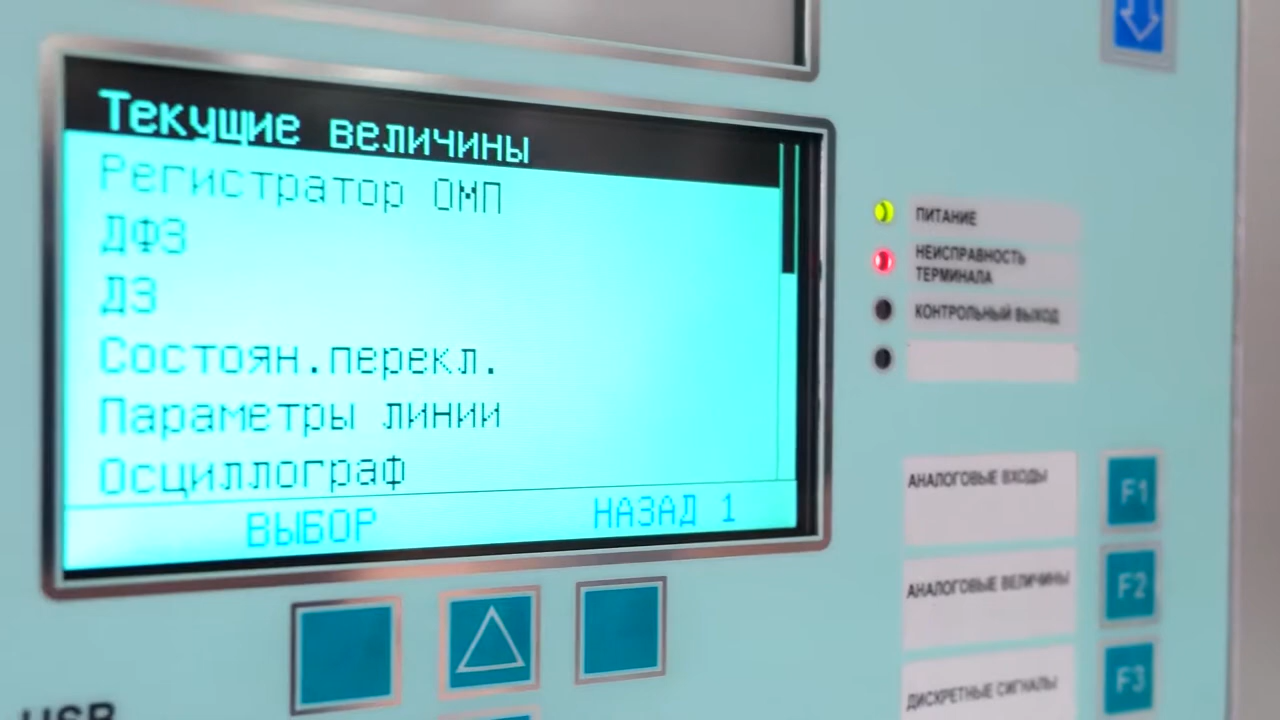 Текущие величины
Регистратор ОМП
ДФЗ
ДЗ
Состоян.перекл.
Параметры линии
Осциллограф
ВЫБОР НАЗАД 1
ПИТАНИЕ
НЕИСПРАВНОСТЬ
ТЕРМИНАЛА
КОНТРОЛЬНЫЙ ВЫХОД
АНАЛОГОВЫЕ ВХОДЫ F1
АНАЛОГОВЫЕ ВЕЛИЧИНЫ F2
ДИСКРЕТНЫЕ СИГНАЛЫ F3
USB